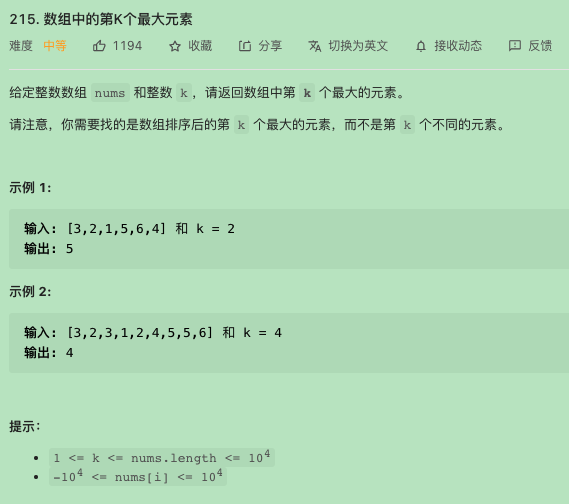 215. 数组中的第K个最大元素
难度 中等 1194 收藏 分享 切换为英文 接收动态 反馈
给定整数数组 nums 和整数 k，请返回数组中第 k 个最大的元素。
请注意，你需要找的是数组排序后的第 k 个最大的元素，而不是第 k 个不同的元素。
示例 1:
输入: [3,2,1,5,6,4] 和 k = 2
输出: 5
示例 2:
输入: [3,2,3,1,2,4,5,5,6] 和 k = 4
输出: 4
提示：
• 1 <= k <= nums.length <= 10⁴
• -10⁴ <= nums[i] <= 10⁴